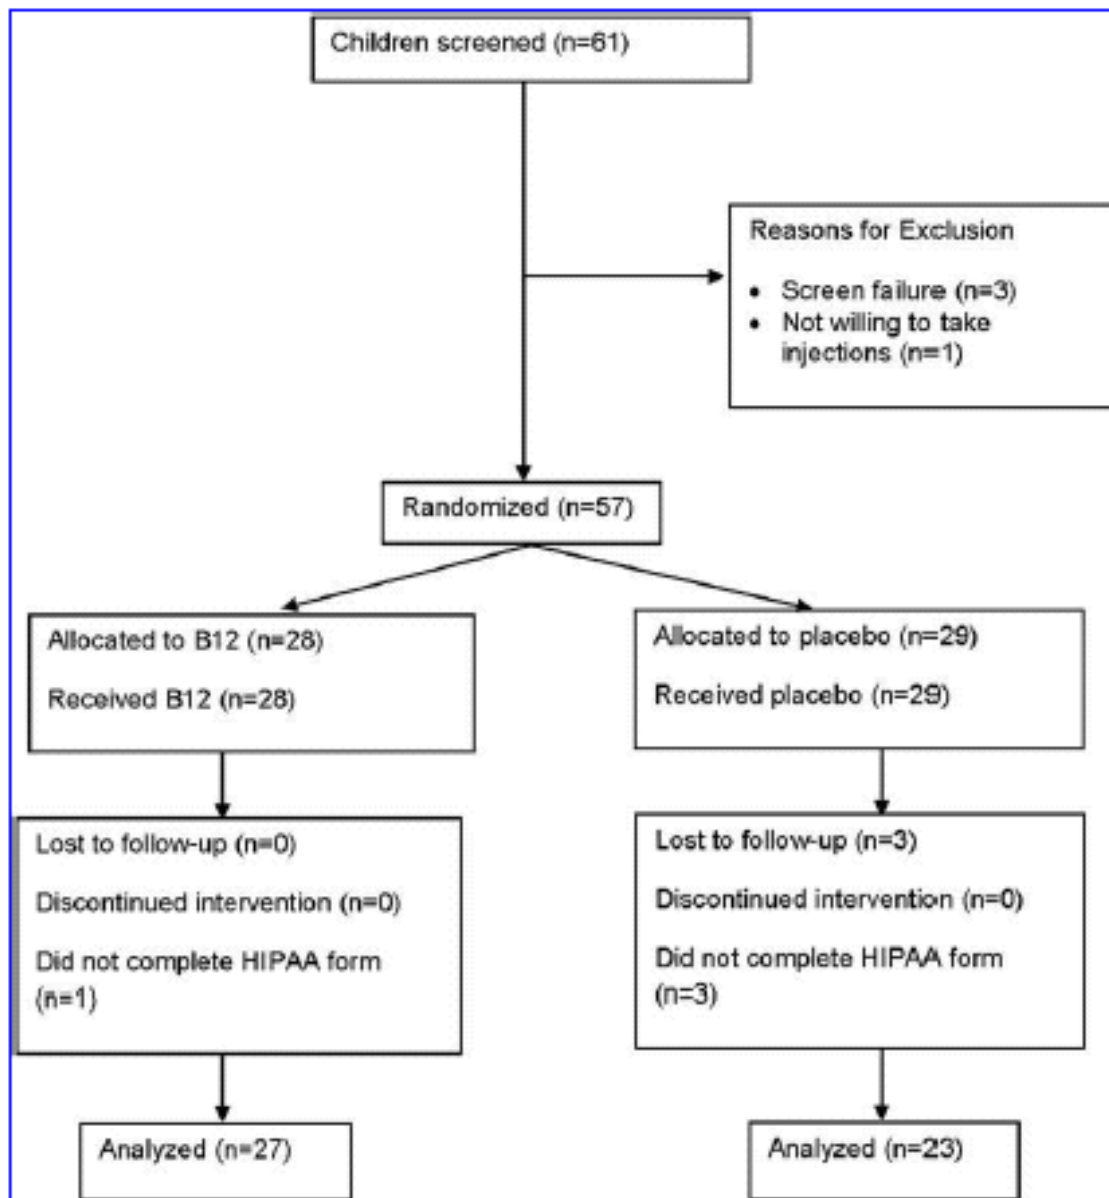 Children screened (n=61)
Reasons for Exclusion
• Screen failure (n=3)
• Not willing to take
injections (n=1)
Randomized (n=57)
Allocated to B12 (n=28)
Received B12 (n=28)
Allocated to placebo (n=29)
Received placebo (n=29)
Lost to follow-up (n=0)
Discontinued intervention (n=0)
Did not complete HIPAA form
(n=1)
Lost to follow-up (n=3)
Discontinued intervention (n=0)
Did not complete HIPAA form
(n=3)
Analyzed (n=27)
Analyzed (n=23)